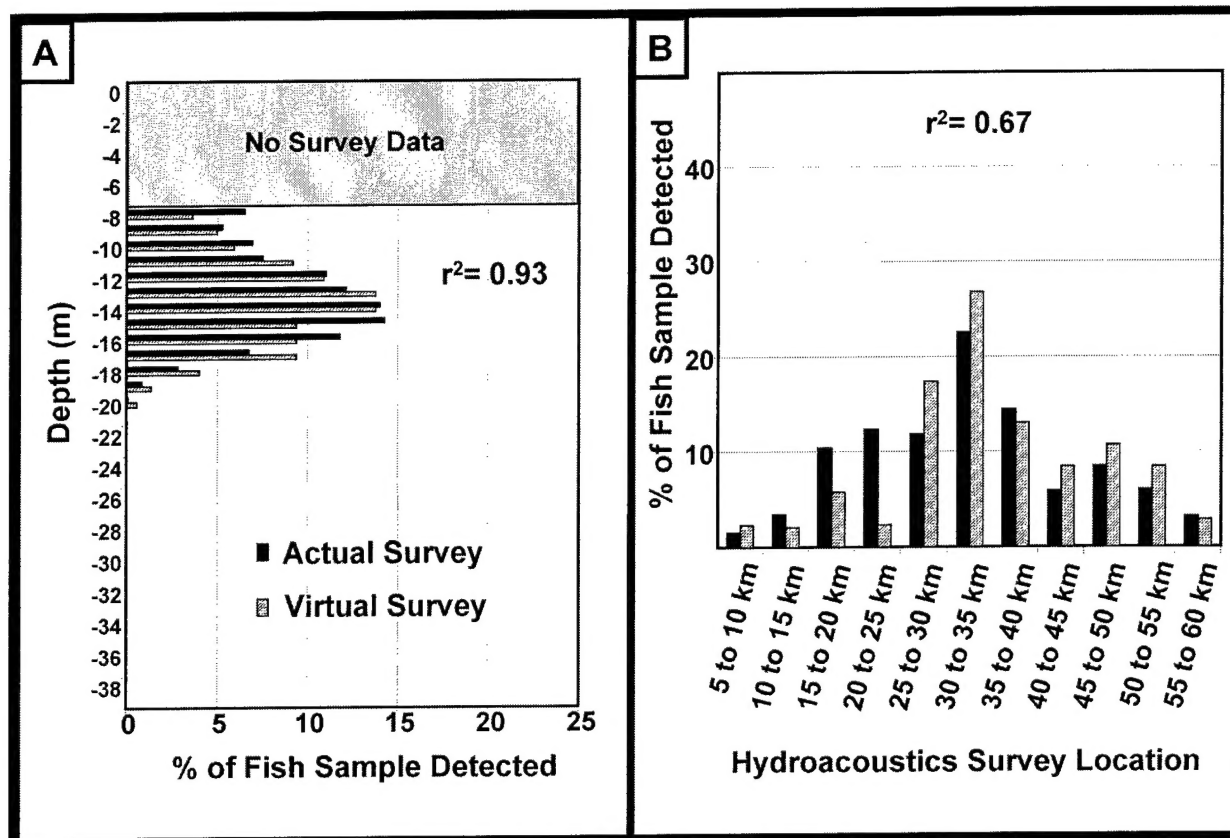 A
0
-2
-4
-6
-8
-10
-12
-14
-16
-18
-20
-22
-24
-26
-28
-30
-32
-34
-36
-38
Depth (m)
No Survey Data
r²= 0.93
Actual Survey
Virtual Survey
0 5 10 15 20 25
% of Fish Sample Detected
B
% of Fish Sample Detected
40
30
20
10
r²= 0.67
5 to 10 km
10 to 15 km
15 to 20 km
20 to 25 km
25 to 30 km
30 to 35 km
35 to 40 km
40 to 45 km
45 to 50 km
50 to 55 km
55 to 60 km
Hydroacoustics Survey Location